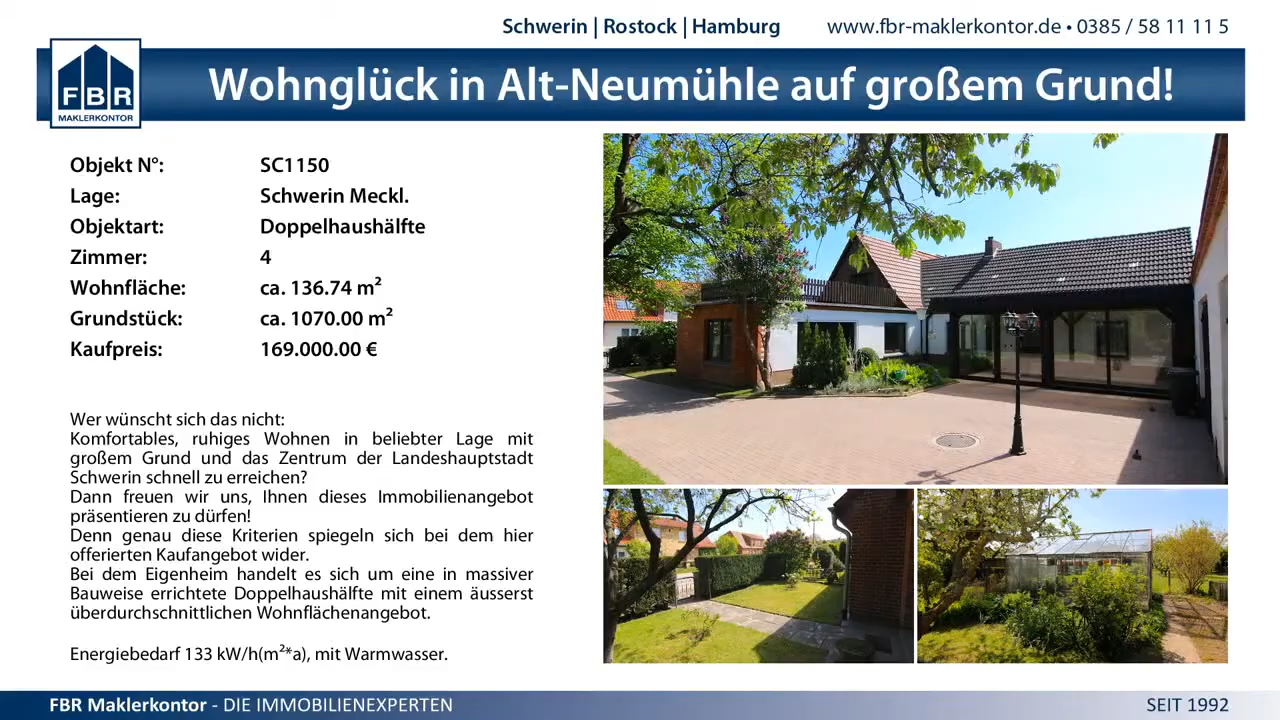 Schwerin | Rostock | Hamburg www.fbr-maklerkontor.de • 0385 / 58 11 11 5
FBR
MAKLERKONTOR
Wohnglück in Alt-Neumühle auf großem Grund!
Objekt N°: SC1150
Lage: Schwerin Meckl.
Objektart: Doppelhaushälfte
Zimmer: 4
Wohnfläche: ca. 136.74 m²
Grundstück: ca. 1070.00 m²
Kaufpreis: 169.000.00 €
Wer wünscht sich das nicht:
Komfortables, ruhiges Wohnen in beliebter Lage mit
großem Grund und das Zentrum der Landeshauptstadt
Schwerin schnell zu erreichen?
Dann freuen wir uns, Ihnen dieses Immobilienangebot
präsentieren zu dürfen!
Denn genau diese Kriterien spiegeln sich bei dem hier
offerierten Kaufangebot wider.
Bei dem Eigenheim handelt es sich um eine in massiver
Bauweise errichtete Doppelhaushälfte mit einem äusserst
überdurchschnittlichen Wohnflächenangebot.
Energiebedarf 133 kW/h(m²*a), mit Warmwasser.
FBR Maklerkontor - DIE IMMOBILIENEXPERTEN SEIT 1992